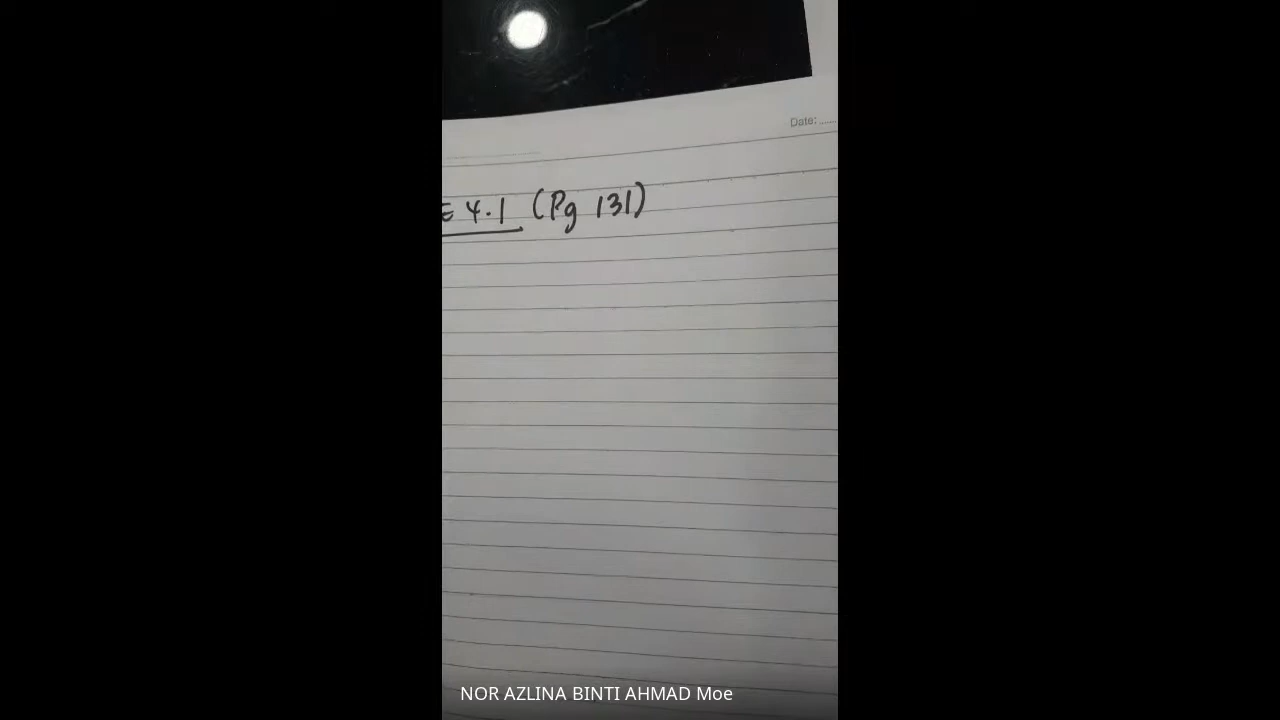 Date: .....
E 4.1 (Pg 131)
NOR AZLINA BINTI AHMAD Moe